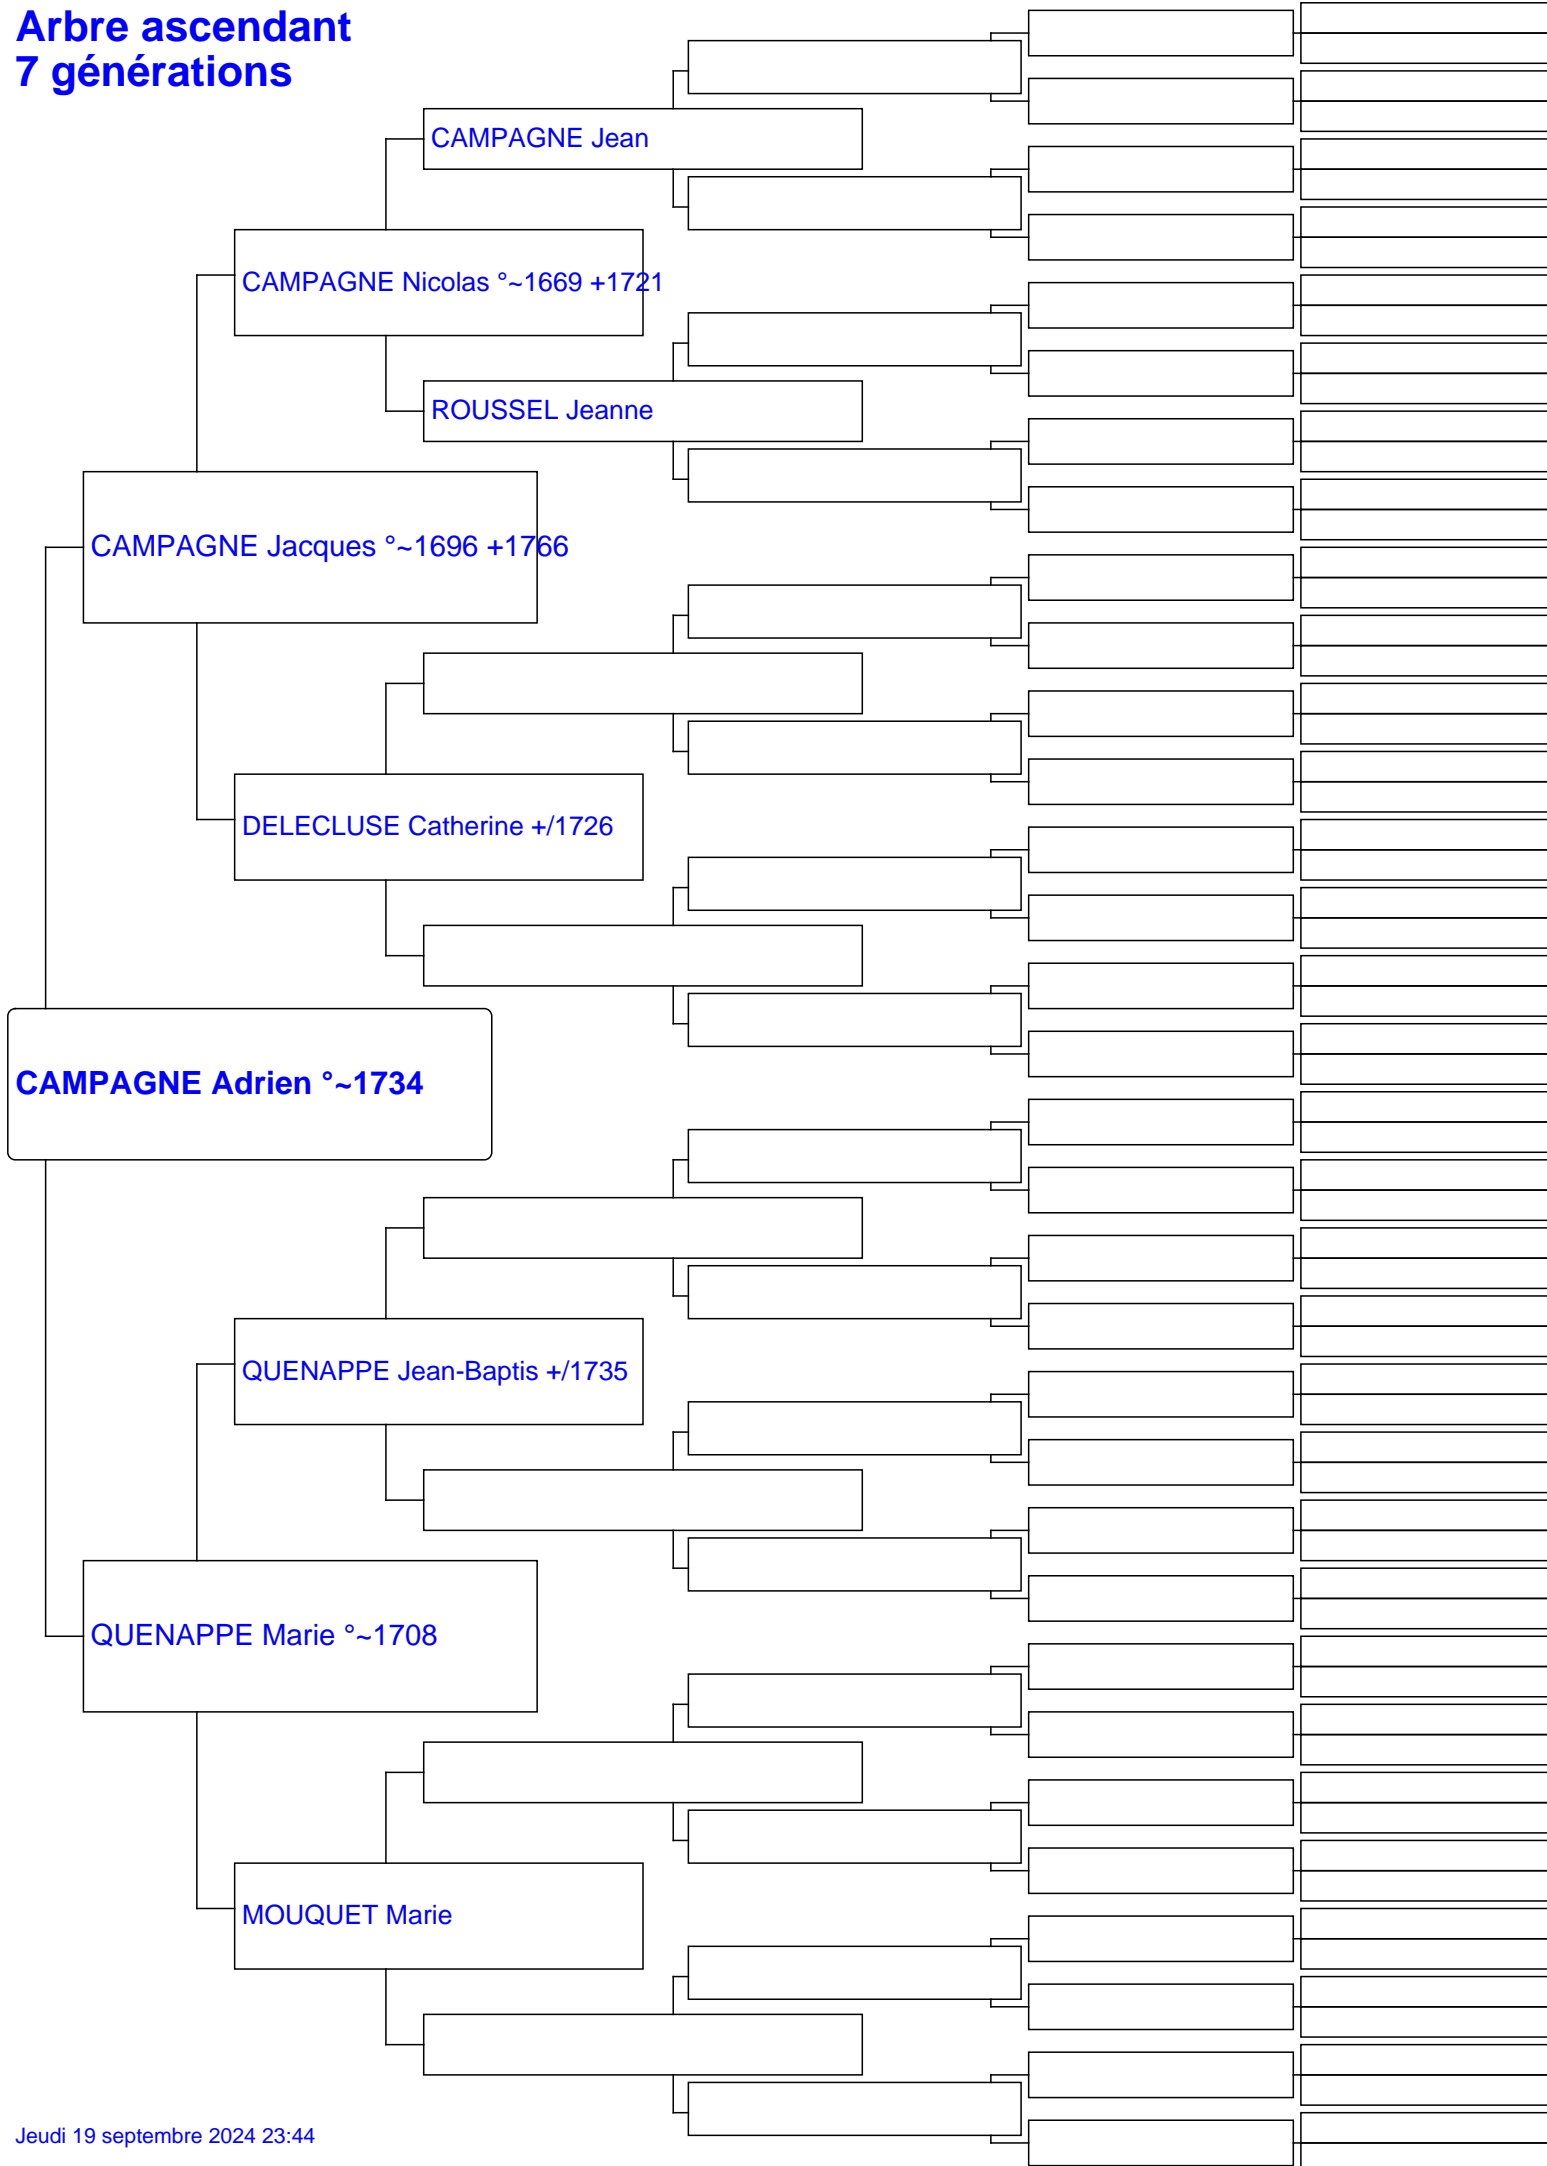 Arbre ascendant
7 générations
CAMPAGNE Jean
CAMPAGNE Nicolas °~1669 +1721
ROUSSEL Jeanne
CAMPAGNE Jacques °~1696 +1766
DELECLUSE Catherine +/1726
CAMPAGNE Adrien °~1734
QUENAPPE Jean-Baptis +/1735
QUENAPPE Marie °~1708
MOUQUET Marie
Jeudi 19 septembre 2024 23:44